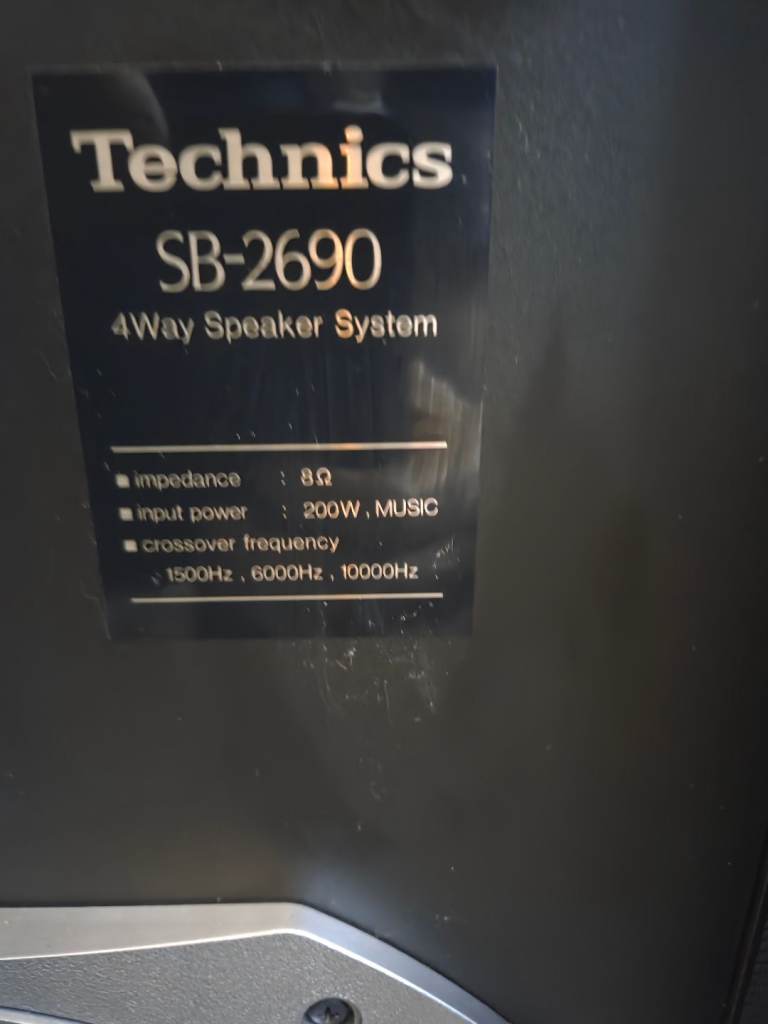 Technics
SB-2690
4Way Speaker System
■ impedance : 8Ω
■ input power : 200W, MUSIC
■ crossover frequency
: 1500Hz, 6000Hz, 10000Hz